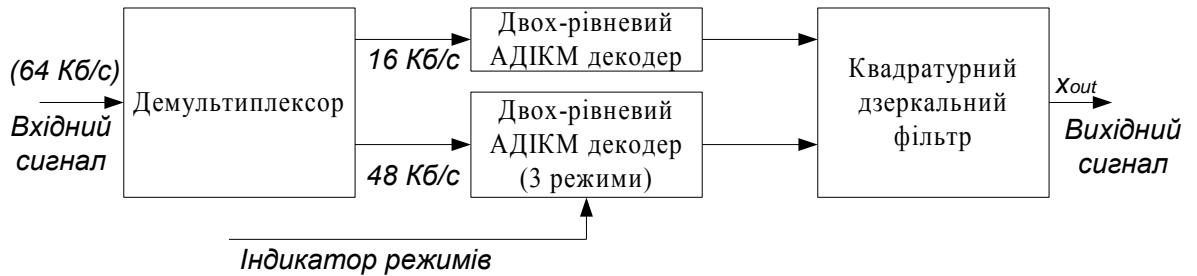 (64 Кб/с)
Вхідний
сигнал
Демультиплексор
16 Кб/с
48 Кб/с
Двох-рівневий
АДІКМ декодер
Двох-рівневий
АДІКМ декодер
(3 режими)
Індикатор режимів
Квадратурний
дзеркальний
фільтр
xout
Вихідний
сигнал